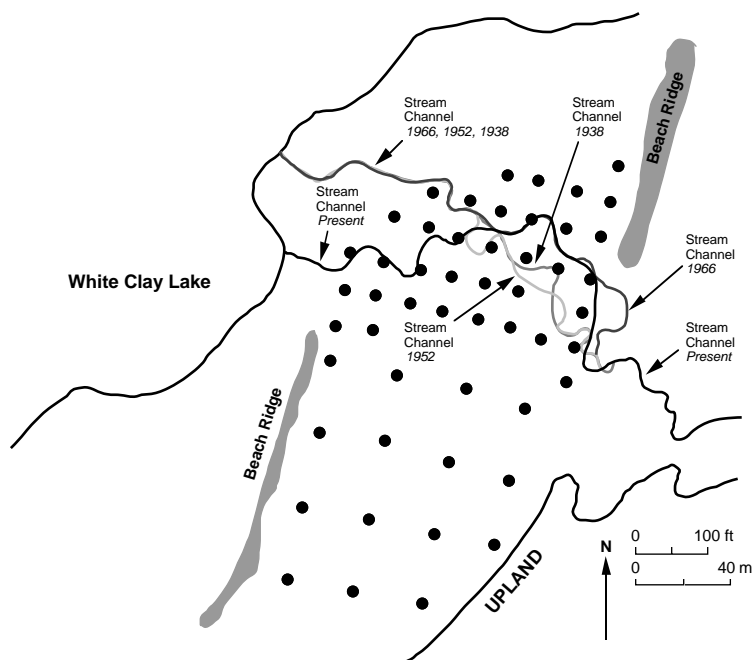 Beach Ridge
Stream
Channel
1966, 1952, 1938
Stream
Channel
1938
Stream
Channel
Present
White Clay Lake
Stream
Channel
1966
Stream
Channel
1952
Stream
Channel
Present
Beach Ridge
UPLAND
N
0 100 ft
0 40 m